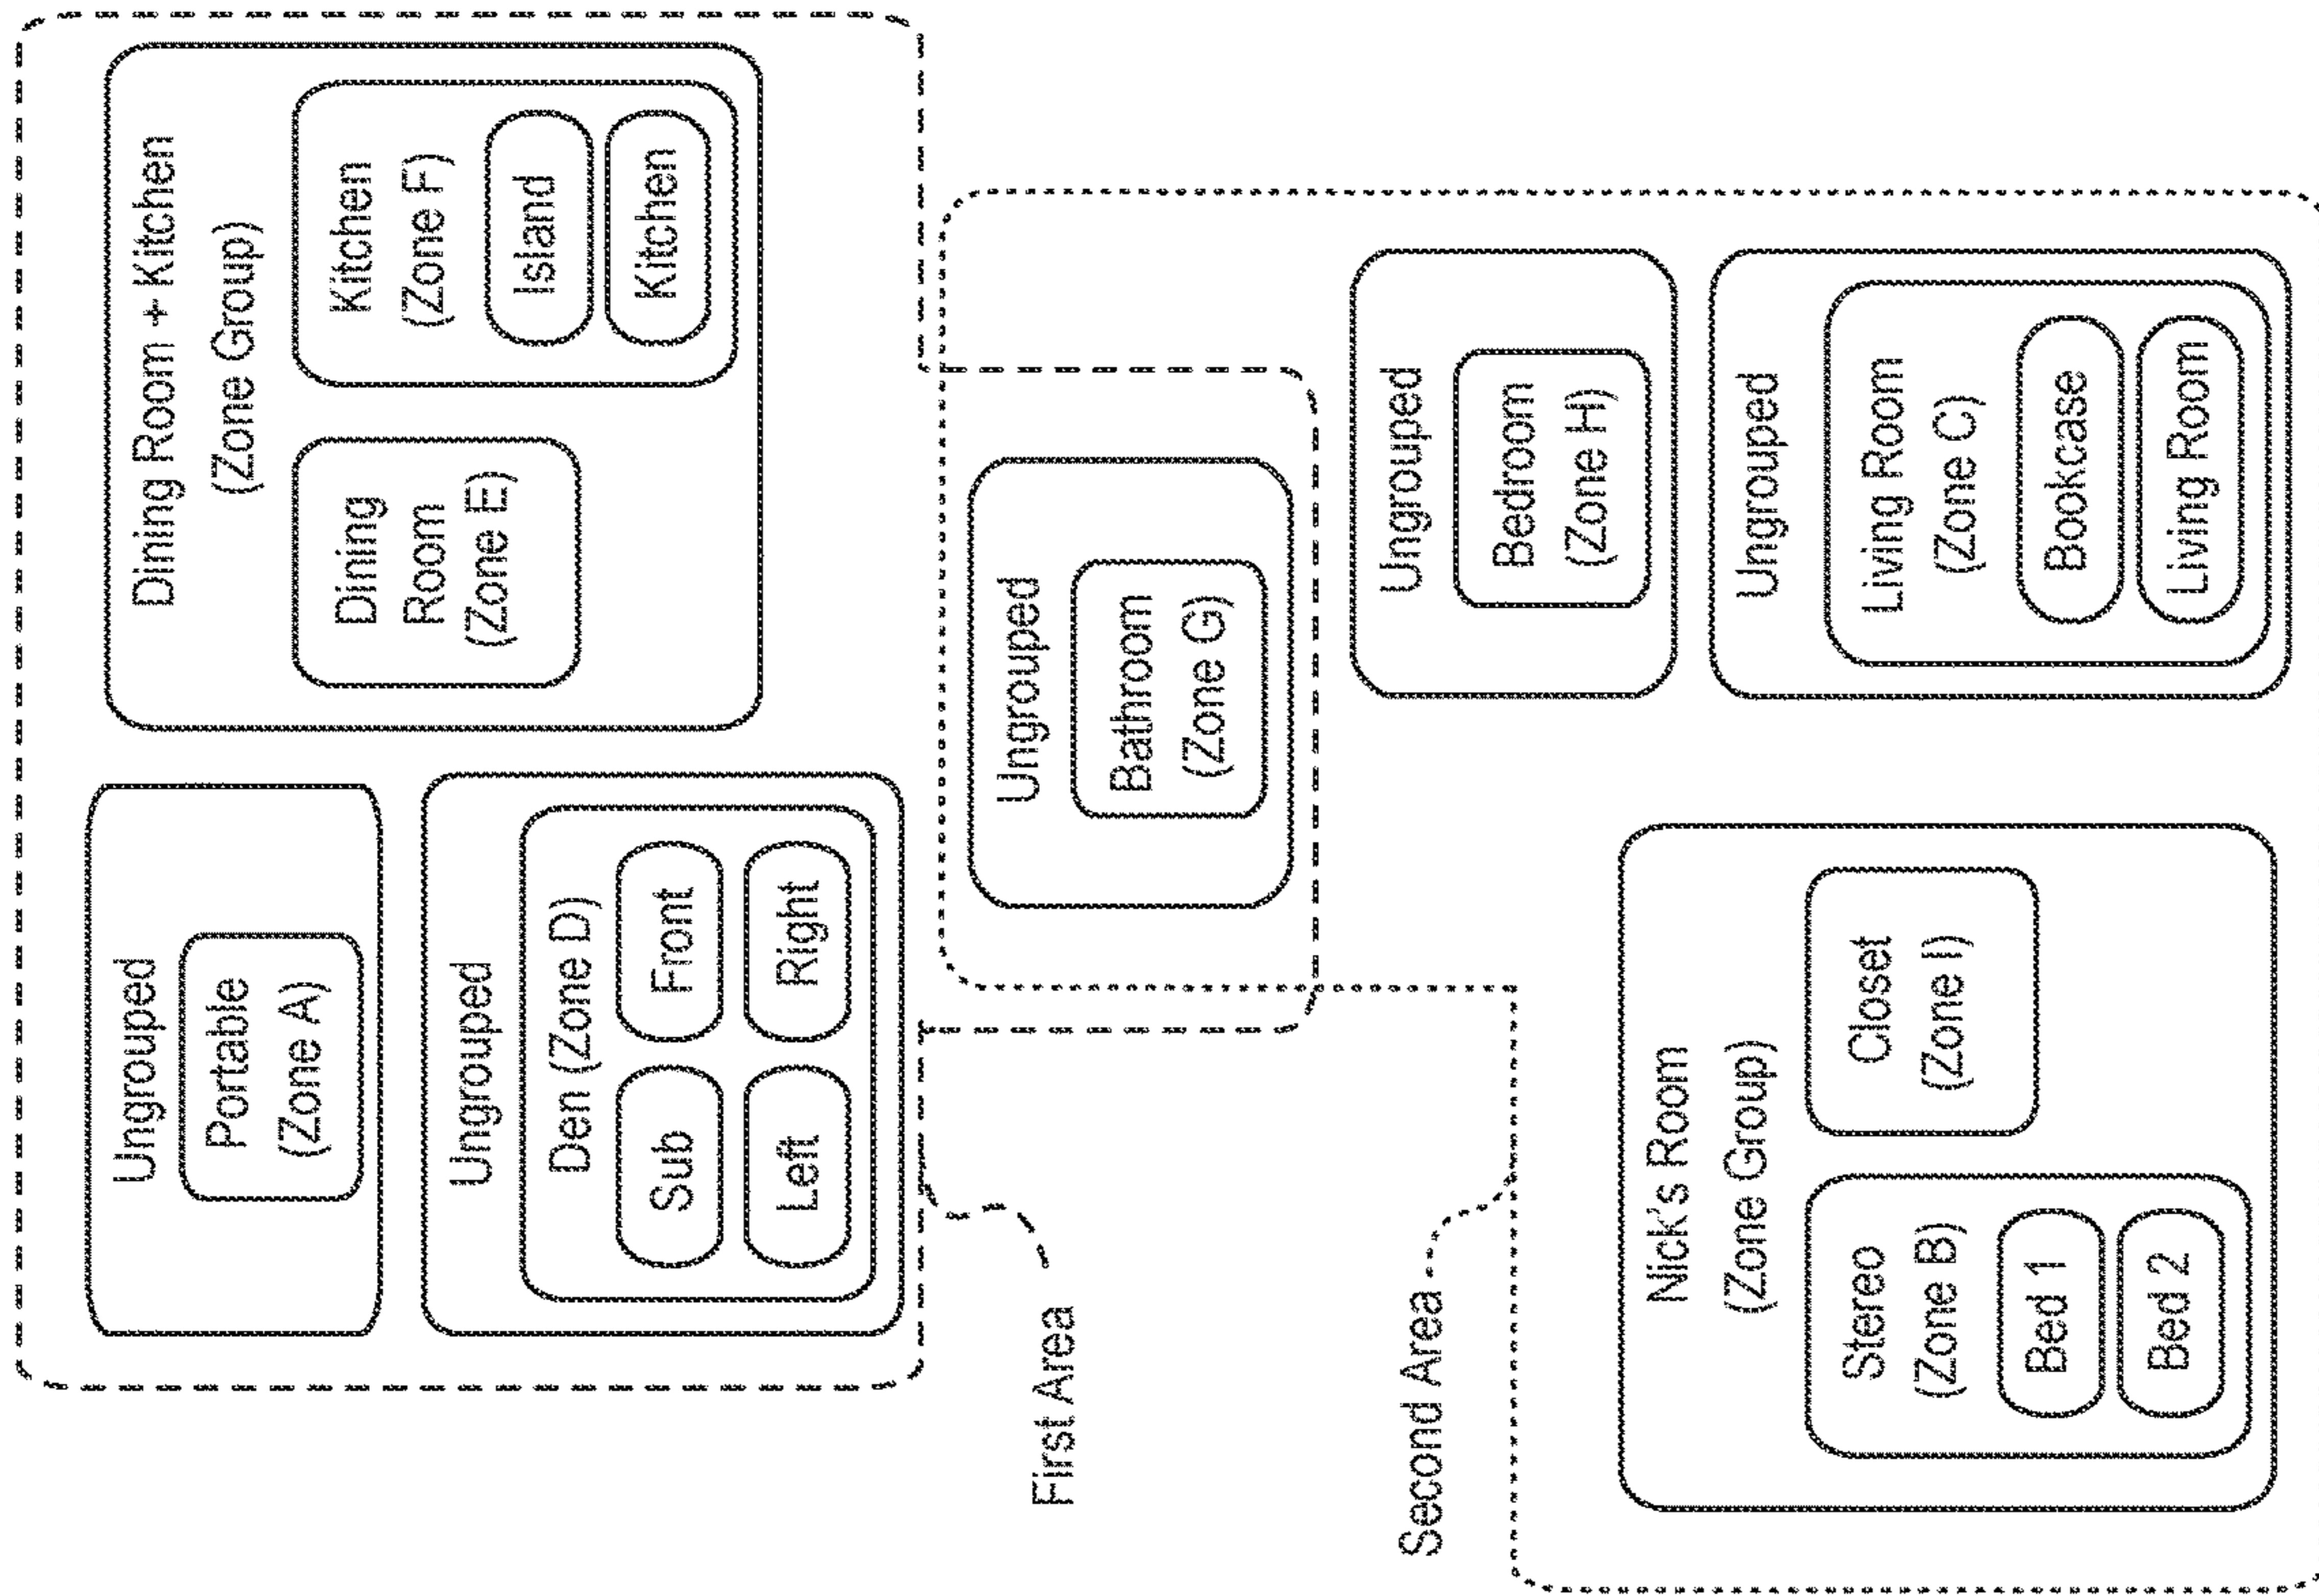 Ungrouped
Portable
(Zone A)
Ungrouped
Den (Zone D)
Sub
Front
Left
Right
Dining Room + Kitchen
(Zone Group)
Dining
Room
(Zone E)
Kitchen
(Zone F)
Island
Kitchen
First Area
Ungrouped
Bathroom
(Zone G)
Second Area
Ungrouped
Bedroom
(Zone H)
Nick's Room
(Zone Group)
Stereo
(Zone B)
Bed 1
Bed 2
Closet
(Zone I)
Ungrouped
Living Room
(Zone C)
Bookcase
Living Room